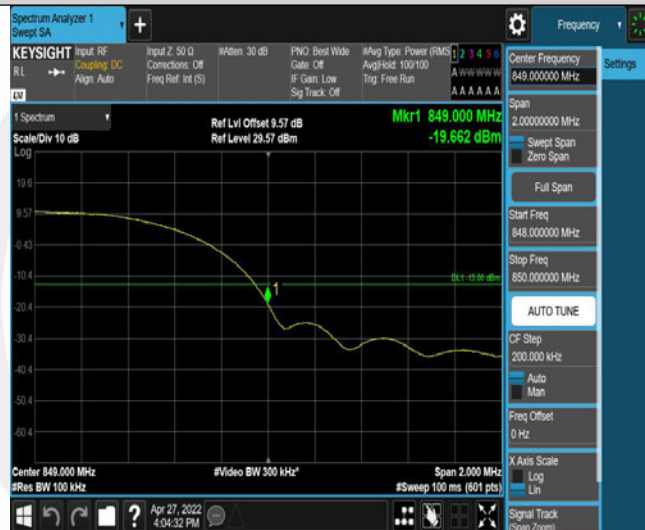 Spectrum Analyzer 1
Swept SA
Frequency
KEYSIGHT
RL
Input: RF
Coupling: DC
Align: Auto
Input Z: 50 Ω
Corrections: Off
Freq Ref: Int (S)
#Atten: 30 dB
PNO: Best Wide
Gate: Off
IF Gain: Low
Sig Track: Off
#Avg Type: Power (RMS
Avg|Hold: 100/100
Trig: Free Run
1 2 3 4 5 6
A W W W W W
A A A A A A
LXI
1 Spectrum
Scale/Div 10 dB
Log
Ref Lvl Offset 9.57 dB
Ref Level 29.57 dBm
Mkr1 849.000 MHz
-19.662 dBm
19.6
9.57
-0.43
-10.4
-20.4
-30.4
-40.4
-50.4
-60.4
DL1 -13.00 dBm
1
Center 849.000 MHz
#Res BW 100 kHz
#Video BW 300 kHz*
Span 2.000 MHz
#Sweep 100 ms (601 pts)
Center Frequency
849.000000 MHz
Settings
Span
2.00000000 MHz
Swept Span
Zero Span
Full Span
Start Freq
848.000000 MHz
Stop Freq
850.000000 MHz
AUTO TUNE
CF Step
200.000 kHz
Auto
Man
Freq Offset
0 Hz
X Axis Scale
Log
Lin
Signal Track
(Span Zoom)
?
Apr 27, 2022
4:04:32 PM